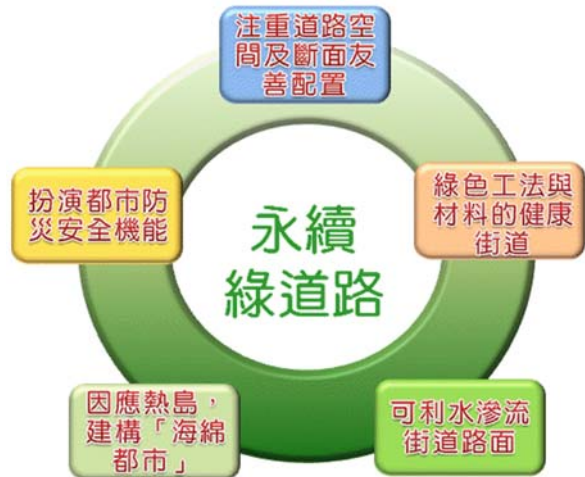 注重道路空
間及斷面友
善配置
綠色工法與
材料的健康
街道
可利水滲流
街道路面
因應熱島，
建構「海綿
都市」
扮演都市防
災安全機能
永續
綠道路